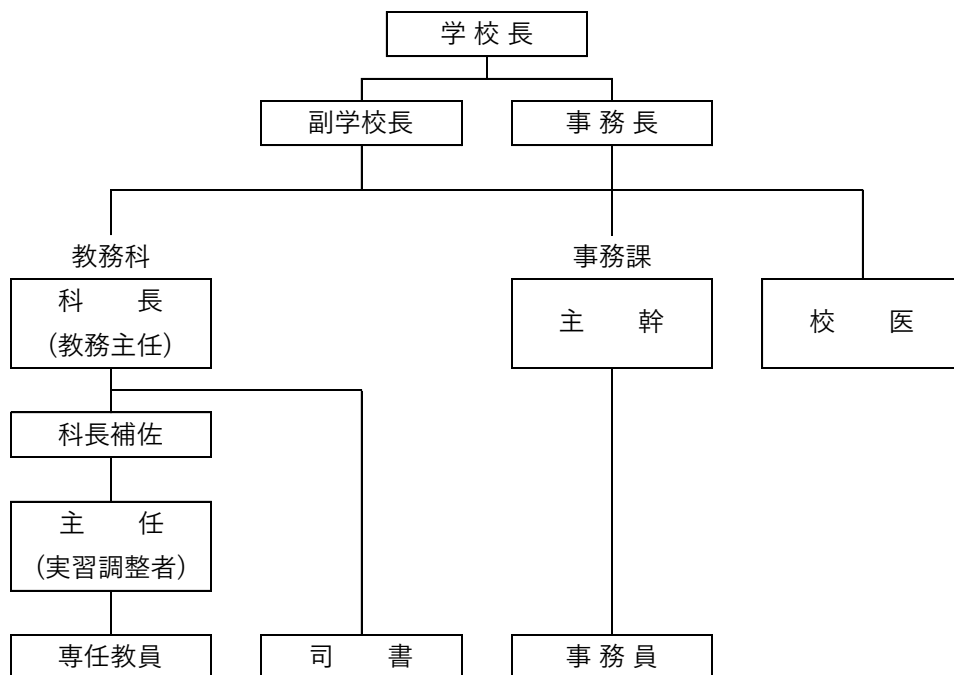 学 校 長
副学校長
事 務 長
教務科
事務課
科　　長
（教務主任）
主　　幹
校　　医
科長補佐
主　　任
（実習調整者）
専任教員
司　　書
事 務 員